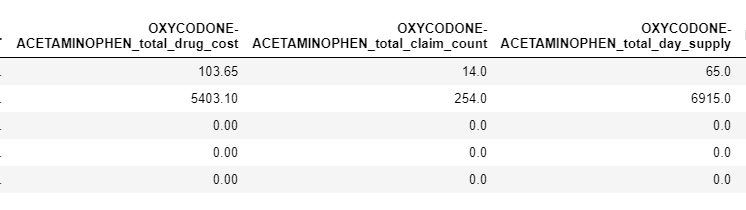 OXYCODONE- OXYCODONE- OXYCODONE-
ACETAMINOPHEN_total_drug_cost ACETAMINOPHEN_total_claim_count ACETAMINOPHEN_total_day_supply
. 103.65 14.0 65.0
. 5403.10 254.0 6915.0
. 0.00 0.0 0.0
. 0.00 0.0 0.0
. 0.00 0.0 0.0